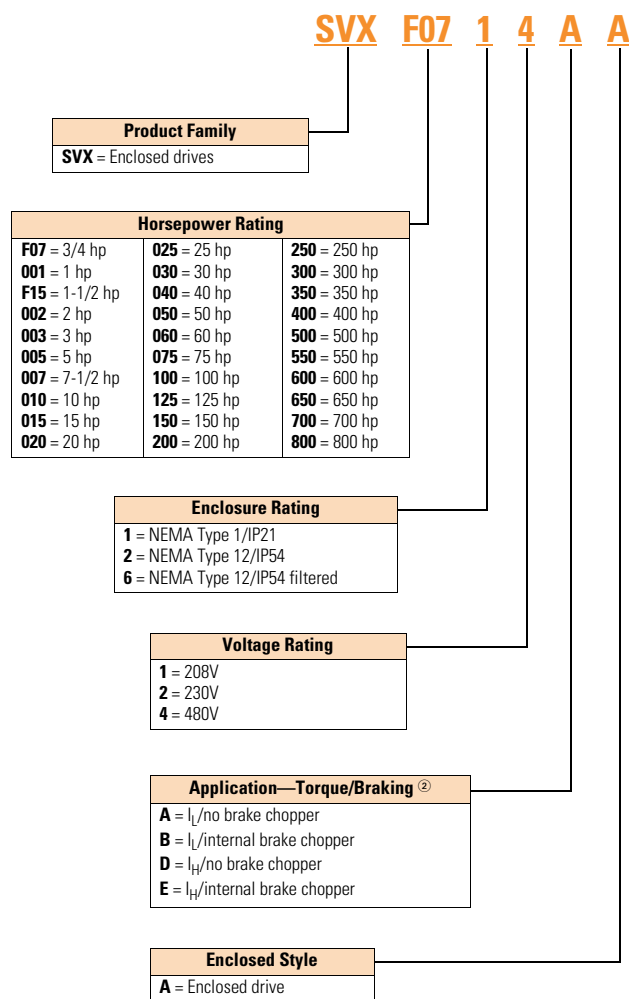 SVX F07 1 4 A A
Product Family
SVX = Enclosed drives
Horsepower Rating
F07 = 3/4 hp
001 = 1 hp
F15 = 1-1/2 hp
002 = 2 hp
003 = 3 hp
005 = 5 hp
007 = 7-1/2 hp
010 = 10 hp
015 = 15 hp
020 = 20 hp
025 = 25 hp
030 = 30 hp
040 = 40 hp
050 = 50 hp
060 = 60 hp
075 = 75 hp
100 = 100 hp
125 = 125 hp
150 = 150 hp
200 = 200 hp
250 = 250 hp
300 = 300 hp
350 = 350 hp
400 = 400 hp
500 = 500 hp
550 = 550 hp
600 = 600 hp
650 = 650 hp
700 = 700 hp
800 = 800 hp
Enclosure Rating
1 = NEMA Type 1/IP21
2 = NEMA Type 12/IP54
6 = NEMA Type 12/IP54 filtered
Voltage Rating
1 = 208V
2 = 230V
4 = 480V
Application—Torque/Braking ②
A = IL/no brake chopper
B = IL/internal brake chopper
D = IH/no brake chopper
E = IH/internal brake chopper
Enclosed Style
A = Enclosed drive